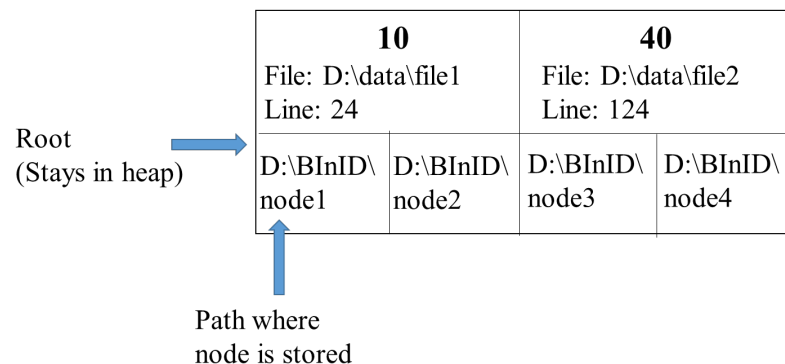 10
File: D:\data\file1
Line: 24
40
File: D:\data\file2
Line: 124
Root
(Stays in heap)
D:\BInID\
node1
D:\BInID\
node2
D:\BInID\
node3
D:\BInID\
node4
Path where
node is stored